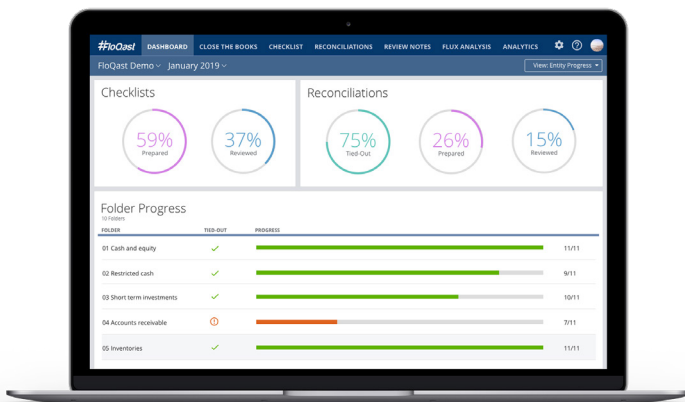 FloQast DASHBOARD CLOSE THE BOOKS CHECKLIST RECONCILIATIONS REVIEW NOTES FLUX ANALYSIS ANALYTICS
FloQast Demo January 2019 View: Entity Progress
Checklists
59%
Prepared
37%
Reviewed
Reconciliations
75%
Tied-Out
26%
Prepared
15%
Reviewed
Folder Progress
10 Folders
FOLDER TIED-OUT PROGRESS
01 Cash and equity 11/11
02 Restricted cash 9/11
03 Short term investments 10/11
04 Accounts receivable 7/11
05 Inventories 11/11